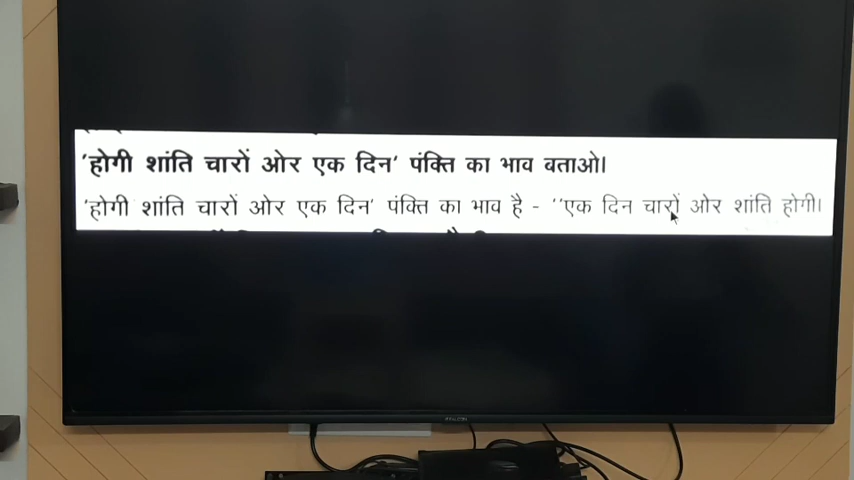 'होगी शांति चारों ओर एक दिन' पंक्ति का भाव बताओ।
'होगी शांति चारों ओर एक दिन' पंक्ति का भाव है - ''एक दिन चारों ओर शांति होगी।